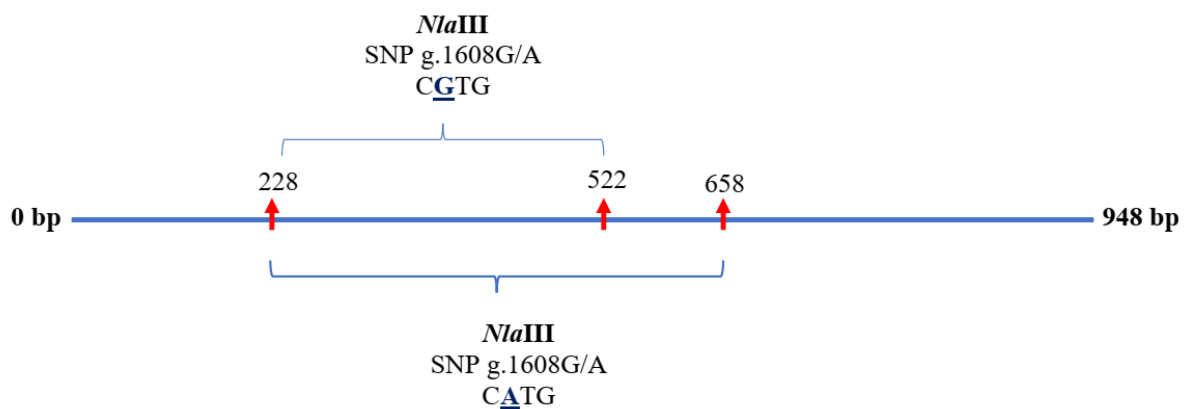 NlaIII
SNP g.1608G/A
CGTG
228
522
658
0 bp
948 bp
NlaIII
SNP g.1608G/A
CATG